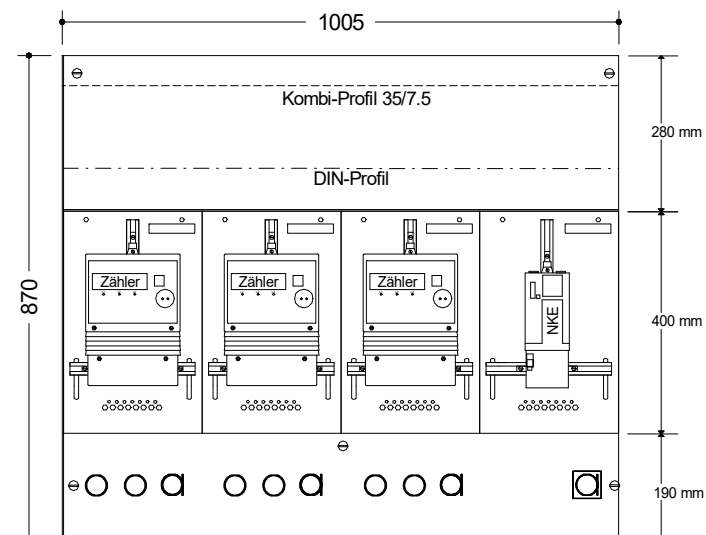 1005
Kombi-Profil 35/7.5
280 mm
DIN-Profil
870
Zähler
Zähler
Zähler
NKE
400 mm
190 mm